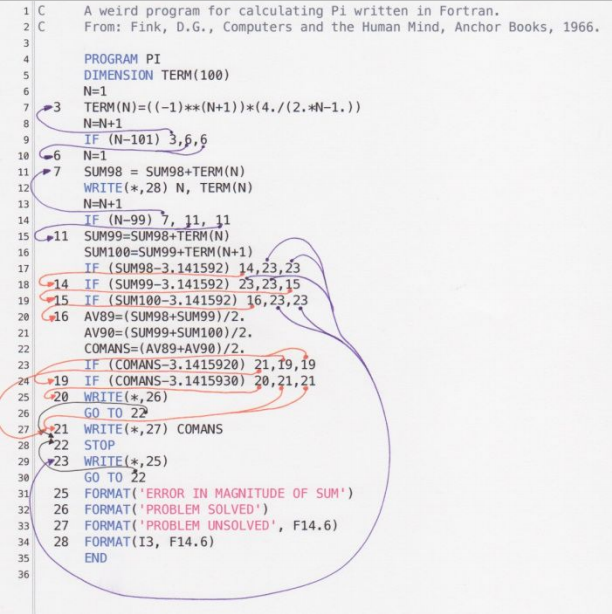 1 C A weird program for calculating Pi written in Fortran.
2 C From: Fink, D.G., Computers and the Human Mind, Anchor Books, 1966.
3
4 PROGRAM PI
5 DIMENSION TERM(100)
6 N=1
7 3 TERM(N)=((-1)**(N+1))*(4./(2.*N-1.))
8 N=N+1
9 IF (N-101) 3,6,6
10 6 N=1
11 7 SUM98 = SUM98+TERM(N)
12 WRITE(*,28) N, TERM(N)
13 N=N+1
14 IF (N-99) 7, 11, 11
15 11 SUM99=SUM98+TERM(N)
16 SUM100=SUM99+TERM(N+1)
17 IF (SUM98-3.141592) 14,23,23
18 14 IF (SUM99-3.141592) 23,23,15
19 15 IF (SUM100-3.141592) 16,23,23
20 16 AV89=(SUM98+SUM99)/2.
21 AV90=(SUM99+SUM100)/2.
22 COMANS=(AV89+AV90)/2.
23 IF (COMANS-3.1415920) 21,19,19
24 19 IF (COMANS-3.1415930) 20,21,21
25 20 WRITE(*,26)
26 GO TO 22
27 21 WRITE(*,27) COMANS
28 22 STOP
29 23 WRITE(*,25)
30 GO TO 22
31 25 FORMAT('ERROR IN MAGNITUDE OF SUM')
32 26 FORMAT('PROBLEM SOLVED')
33 27 FORMAT('PROBLEM UNSOLVED', F14.6)
34 28 FORMAT(I3, F14.6)
35 END
36